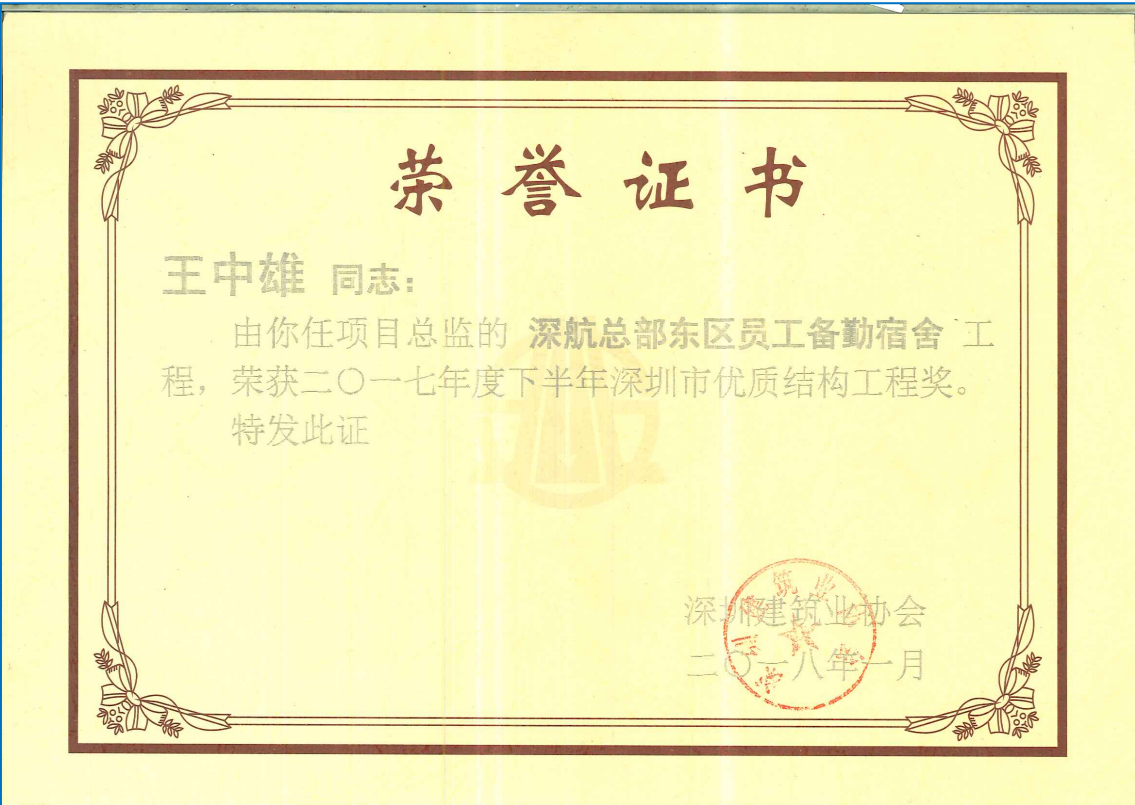 荣誉证书
王中雄 同志：
由你任项目总监的 深航总部东区员工备勤宿舍 工
程，荣获二〇一七年度下半年深圳市优质结构工程奖。
特发此证
深圳建筑业协会
二〇一八年一月